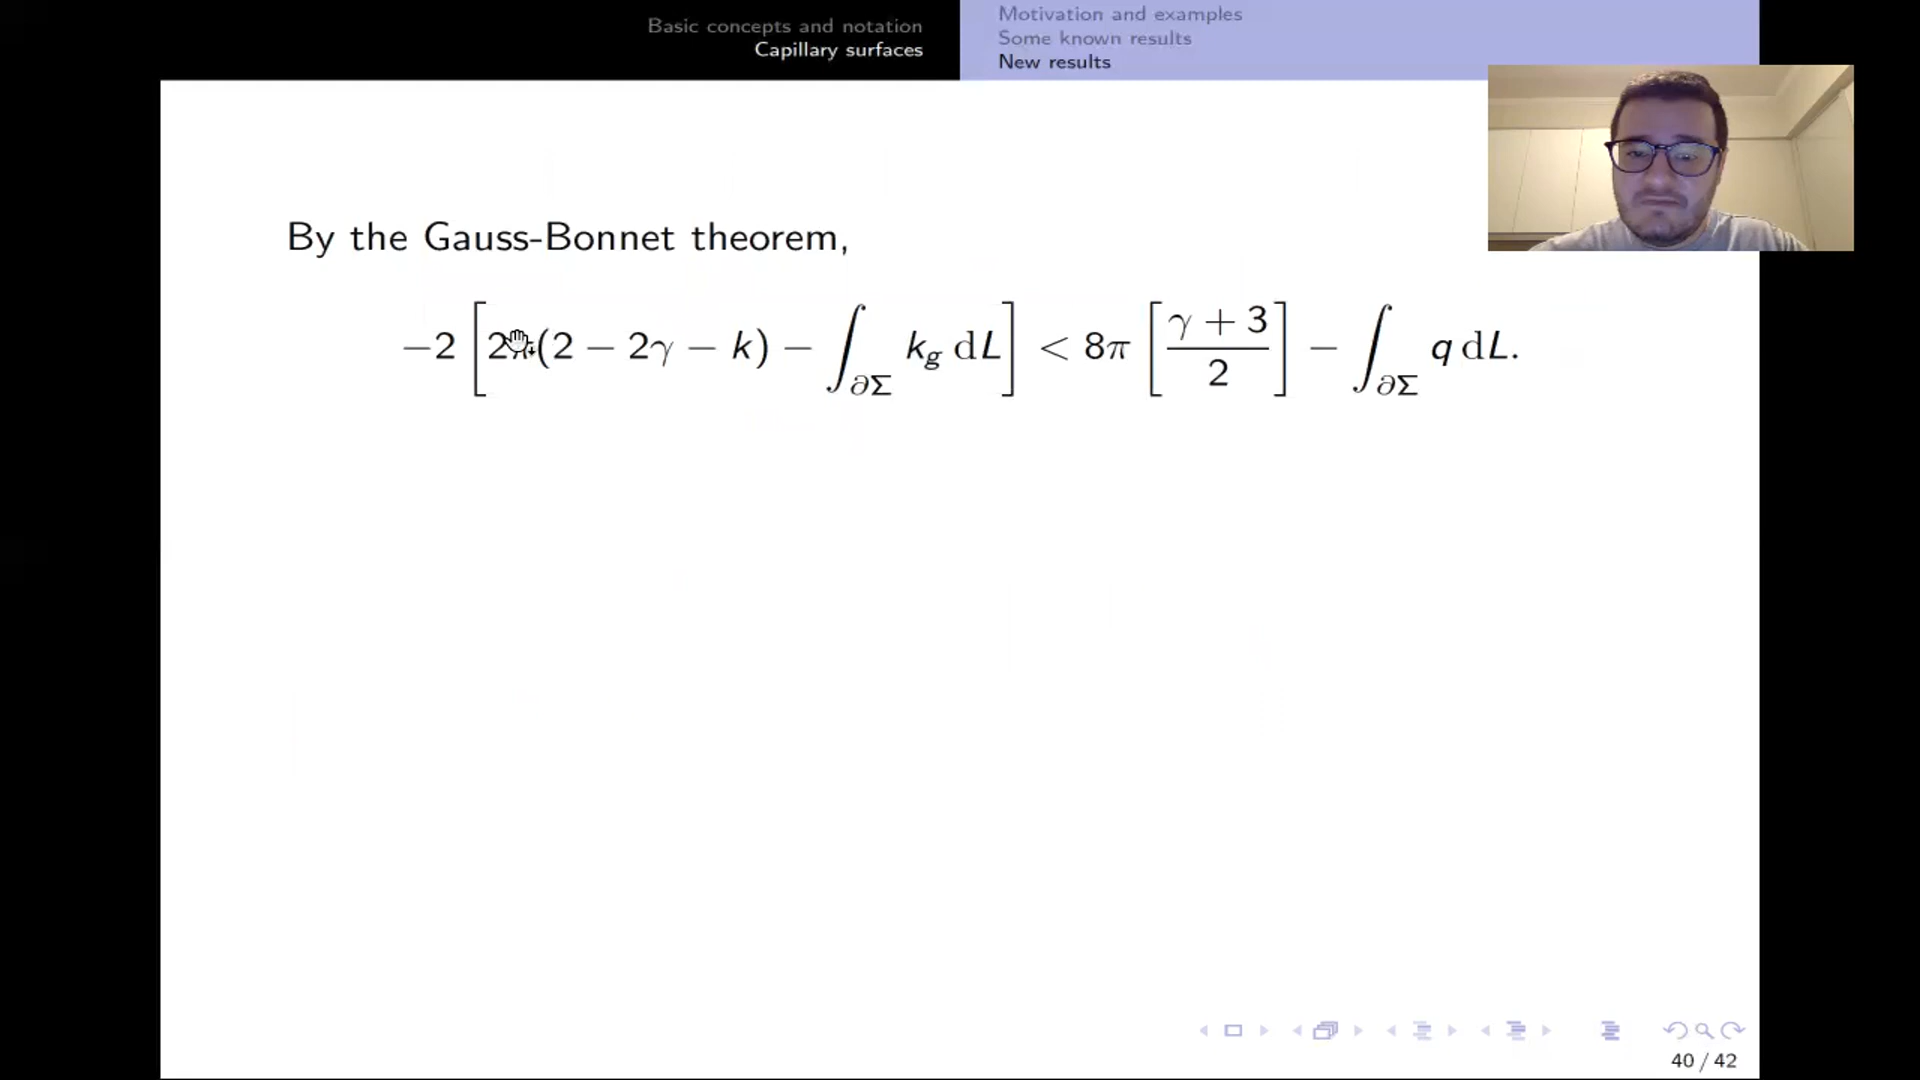 Basic concepts and notation
Capillary surfaces
Motivation and examples
Some known results
New results
By the Gauss-Bonnet theorem,
−2 [2π(2 − 2γ − k) − ∫_{∂Σ} k_g dL] < 8π [(γ + 3)/2] − ∫_{∂Σ} q dL.
40 / 42